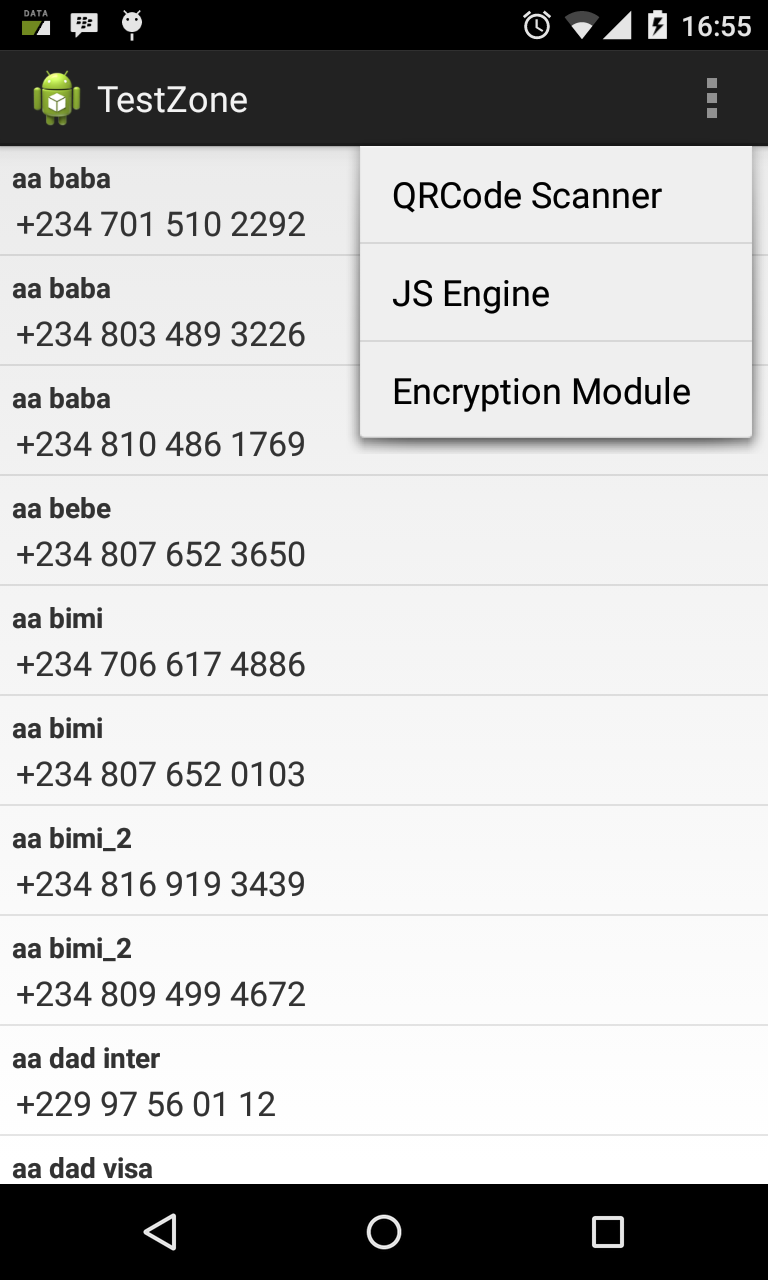 DATA
16:55
TestZone
QRCode Scanner
JS Engine
Encryption Module
aa baba
+234 701 510 2292
aa baba
+234 803 489 3226
aa baba
+234 810 486 1769
aa bebe
+234 807 652 3650
aa bimi
+234 706 617 4886
aa bimi
+234 807 652 0103
aa bimi_2
+234 816 919 3439
aa bimi_2
+234 809 499 4672
aa dad inter
+229 97 56 01 12
aa dad visa